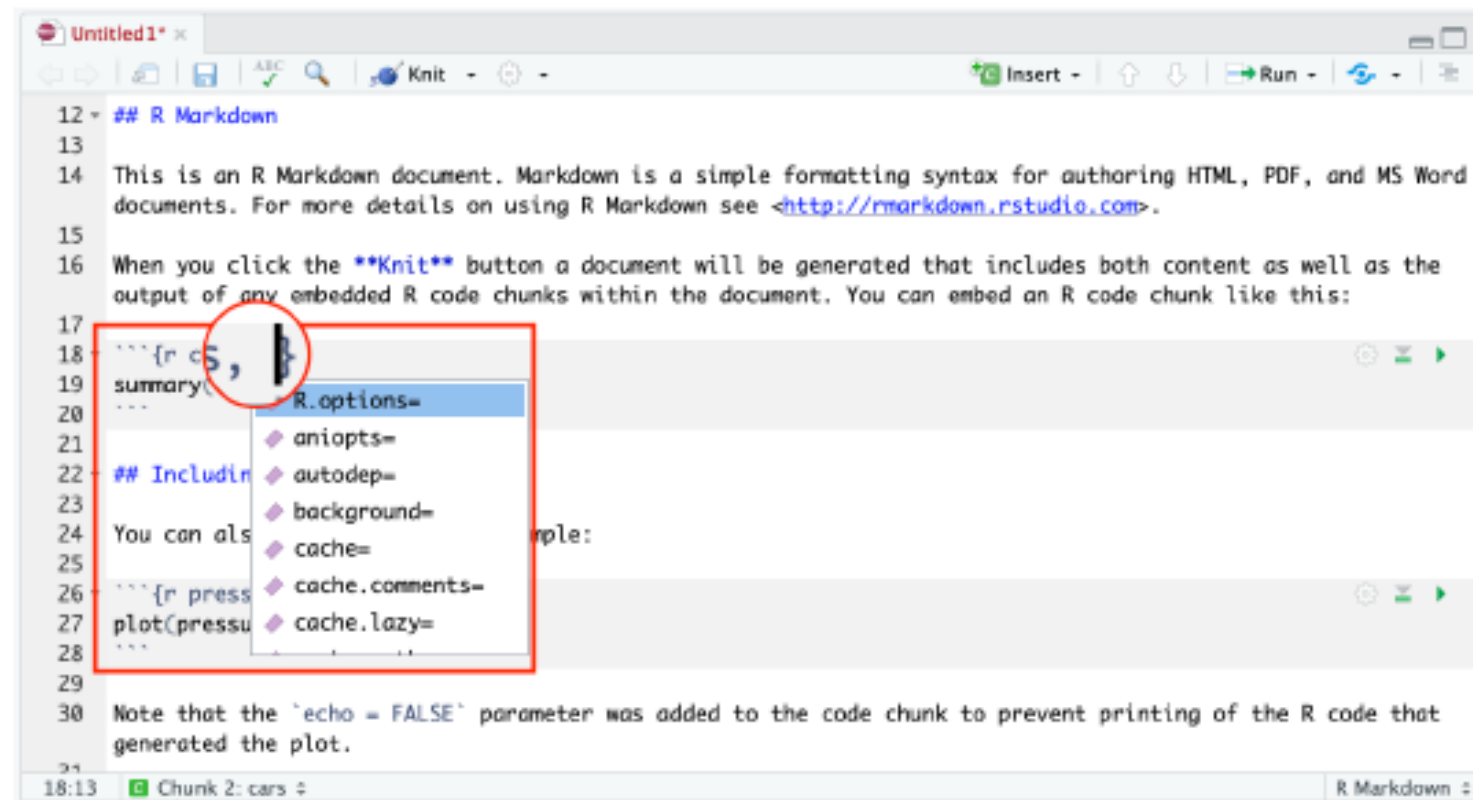 Untitled1* ×
ABC Knit Insert Run
12 ## R Markdown
13
14 This is an R Markdown document. Markdown is a simple formatting syntax for authoring HTML, PDF, and MS Word
documents. For more details on using R Markdown see <http://rmarkdown.rstudio.com>.
15
16 When you click the **Knit** button a document will be generated that includes both content as well as the
output of any embedded R code chunks within the document. You can embed an R code chunk like this:
17
18 ```{r cs, }
19 summary(
R.options=
20 ```
21 aniopts=
22 ## Includin autodep=
23 background=
24 You can als mple:
25 cache=
26 ```{r press cache.comments=
27 plot(pressu cache.lazy=
28 ```
29
30 Note that the `echo = FALSE` parameter was added to the code chunk to prevent printing of the R code that
generated the plot.
18:13 C Chunk 2: cars R Markdown